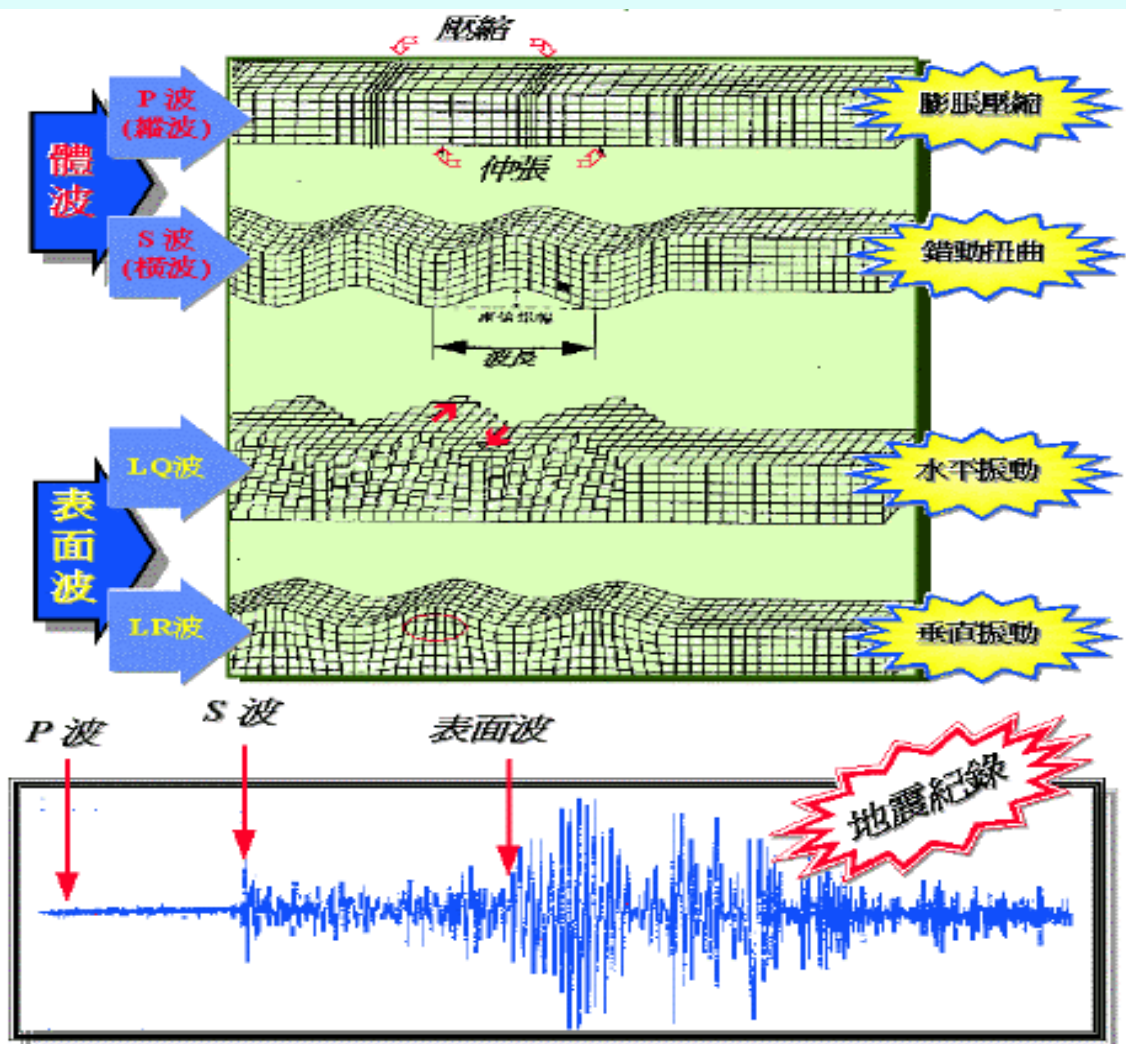 壓縮
P 波
(縱波)
膨脹壓縮
體波
伸張
S 波
(橫波)
錯動扭曲
波長
LQ波
水平振動
表面波
LR波
垂直振動
P 波
S 波
表面波
地震紀錄